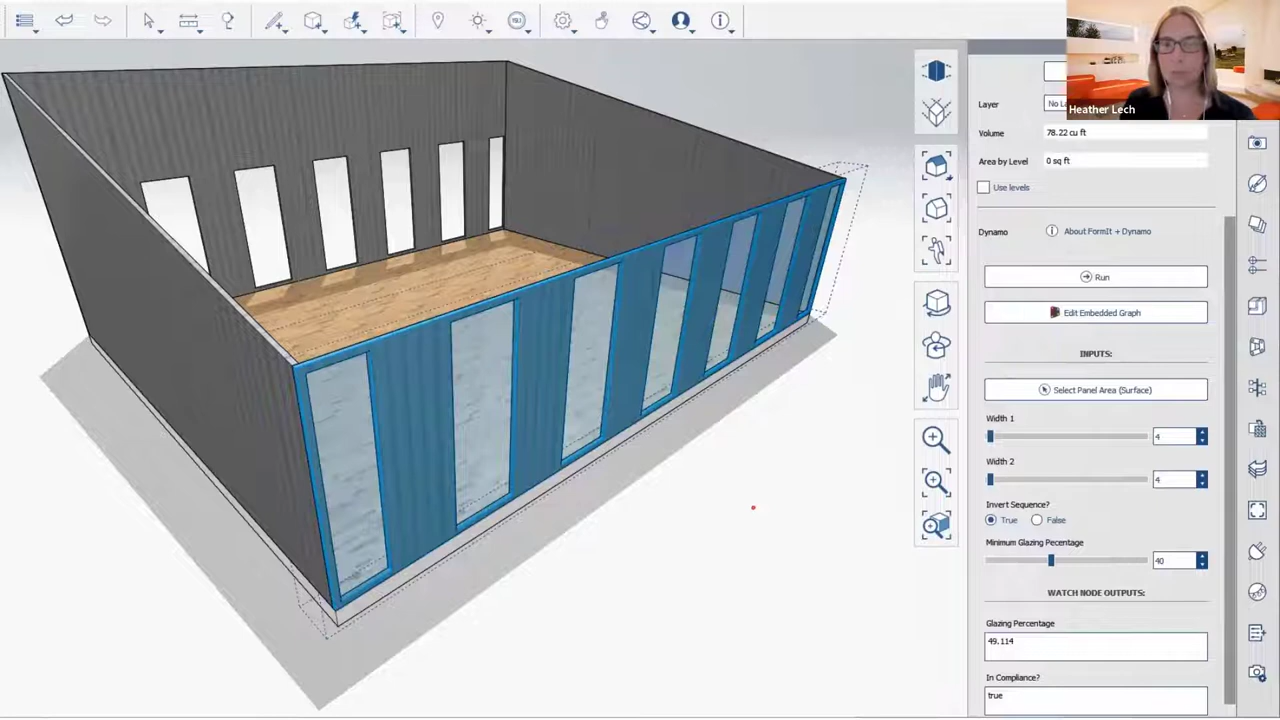 191
Heather Lech
Layer
No L
Volume
78.22 cu ft
Area by Level
0 sq ft
Use levels
Dynamo
About FormIt + Dynamo
Run
Edit Embedded Graph
INPUTS:
Select Panel Area (Surface)
Width 1
4
Width 2
4
Invert Sequence?
True
False
Minimum Glazing Pecentage
40
WATCH NODE OUTPUTS:
Glazing Percentage
49.114
In Compliance?
true